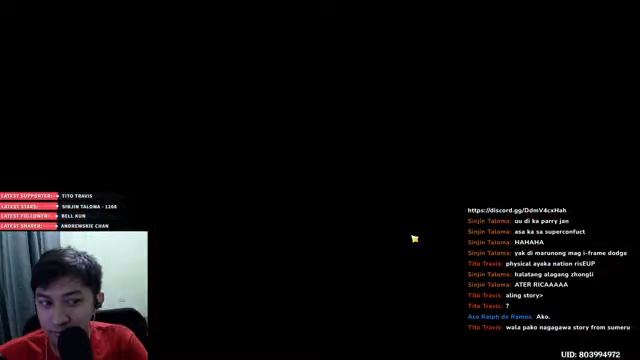 LATEST SUPPORTER: TITO TRAVIS
LATEST STARS: SINJIN TALOMA - 1208
LATEST FOLLOWER: BELL KUN
LATEST SHARER: ANDREWSKIE CHAN
https://discord.gg/DdmV4cxHah
Sinjin Taloma: uu di ka parry jan
Sinjin Taloma: asa ka sa superconfuct
Sinjin Taloma: HAHAHA
Sinjin Taloma: yak di marunong mag i-frame dodge
Tito Travis: physical ayaka nation risEUP
Sinjin Taloma: halatang alagang zhongli
Sinjin Taloma: ATER RICAAAAA
Tito Travis: aling story>
Tito Travis: ?
Ace Ralph de Ramos: Ako.
Tito Travis: wala pako nagagawa story from sumeru
UID: 803994972